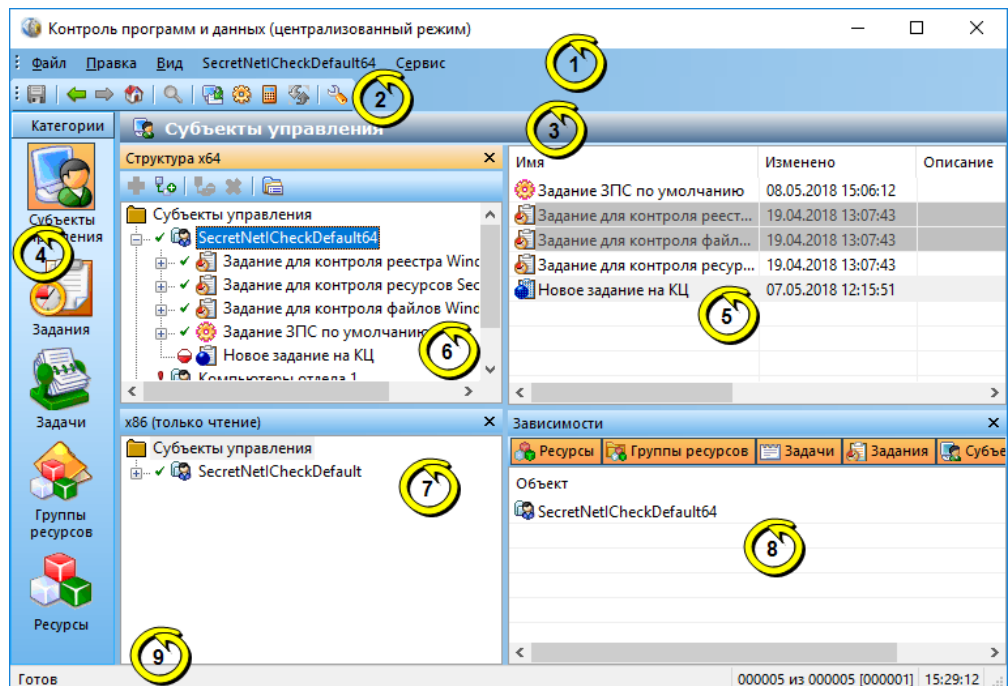 Контроль программ и данных (централизованный режим)
Файл Правка Вид SecretNetICheckDefault64 Сервис
1
2
Категории
Субъекты управления
3
Субъекты
4
Задания
Задачи
Группы
ресурсов
Ресурсы
Структура x64
Субъекты управления
SecretNetICheckDefault64
Задание для контроля реестра Winc
Задание для контроля ресурсов Sec
Задание для контроля файлов Winc
Задание ЗПС по умолчанию
Новое задание на КЦ
Компьютеры отдела 1
6
Имя Изменено Описание
Задание ЗПС по умолчанию 08.05.2018 15:06:12
Задание для контроля реест... 19.04.2018 13:07:43
Задание для контроля файл... 19.04.2018 13:07:43
Задание для контроля ресур... 19.04.2018 13:07:43
Новое задание на КЦ 07.05.2018 12:15:51
5
x86 (только чтение)
Субъекты управления
SecretNetICheckDefault
7
9
Зависимости
Ресурсы Группы ресурсов Задачи Задания Субъе
Объект
SecretNetICheckDefault64
8
Готов
000005 из 000005 [000001] 15:29:12